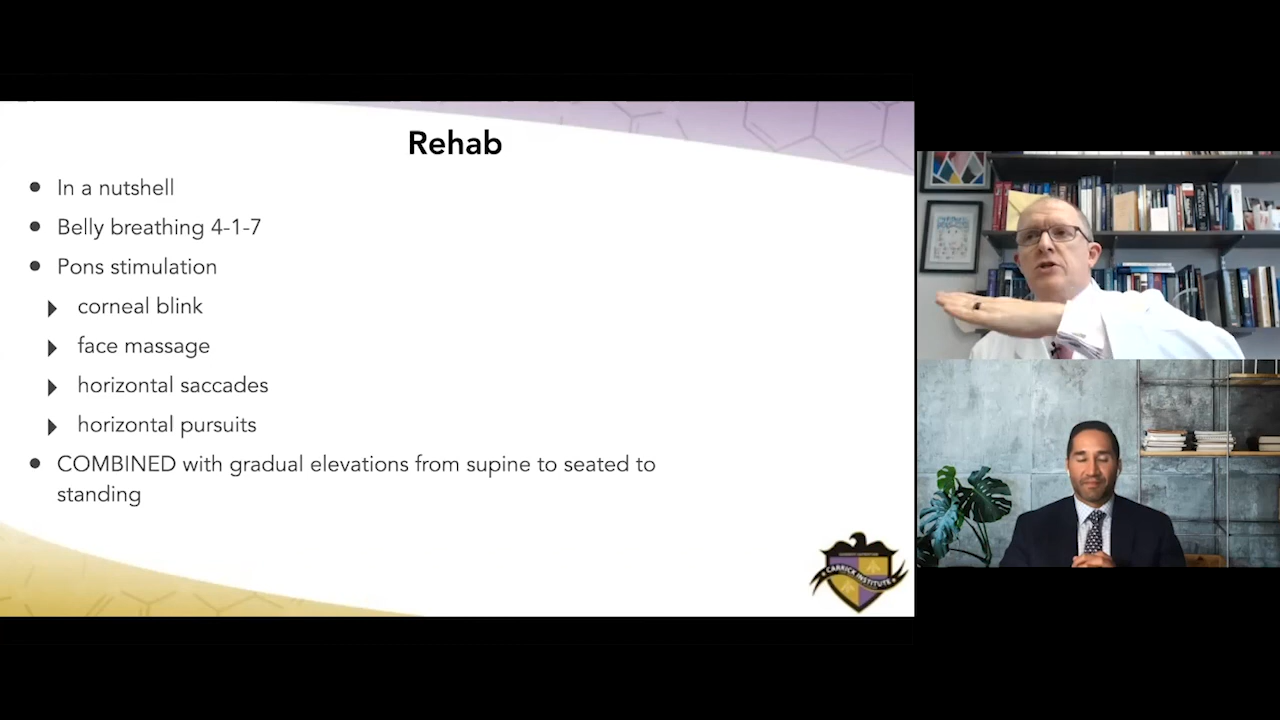 Rehab
In a nutshell
Belly breathing 4-1-7
Pons stimulation
corneal blink
face massage
horizontal saccades
horizontal pursuits
COMBINED with gradual elevations from supine to seated to
standing
CARRICK INSTITUTE